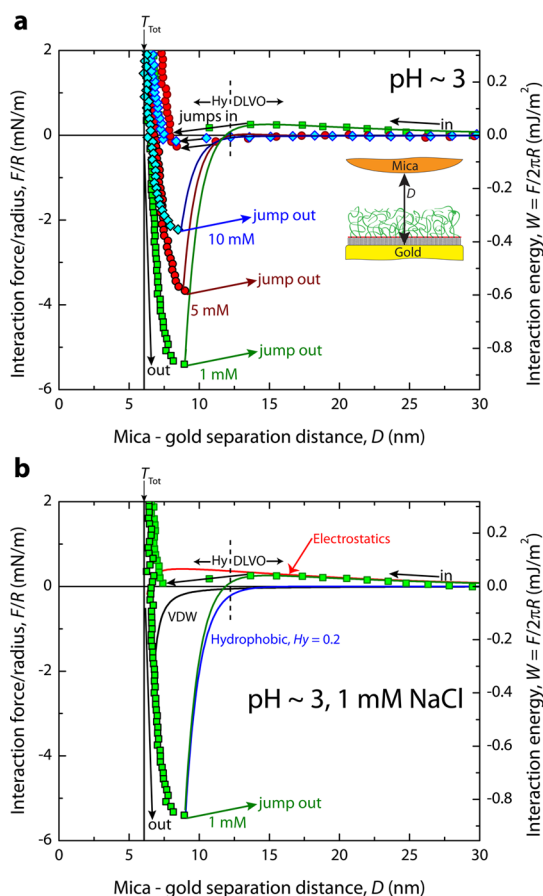 a
T_Tot
pH ~ 3
Hy DLVO
jumps in
in
Mica
D
Gold
jump out
10 mM
jump out
5 mM
jump out
1 mM
out
2
0
-2
-4
-6
0.2
0.0
-0.2
-0.4
-0.6
-0.8
0 5 10 15 20 25 30
Interaction force/radius, F/R (mN/m)
Interaction energy, W = F/2πR (mJ/m²)
Mica - gold separation distance, D (nm)
b
T_Tot
Electrostatics
Hy DLVO
in
VDW
Hydrophobic, Hy = 0.2
pH ~ 3, 1 mM NaCl
jump out
1 mM
out
2
0
-2
-4
-6
0.2
0.0
-0.2
-0.4
-0.6
-0.8
0 5 10 15 20 25 30
Interaction force/radius, F/R (mN/m)
Interaction energy, W = F/2πR (mJ/m²)
Mica - gold separation distance, D (nm)